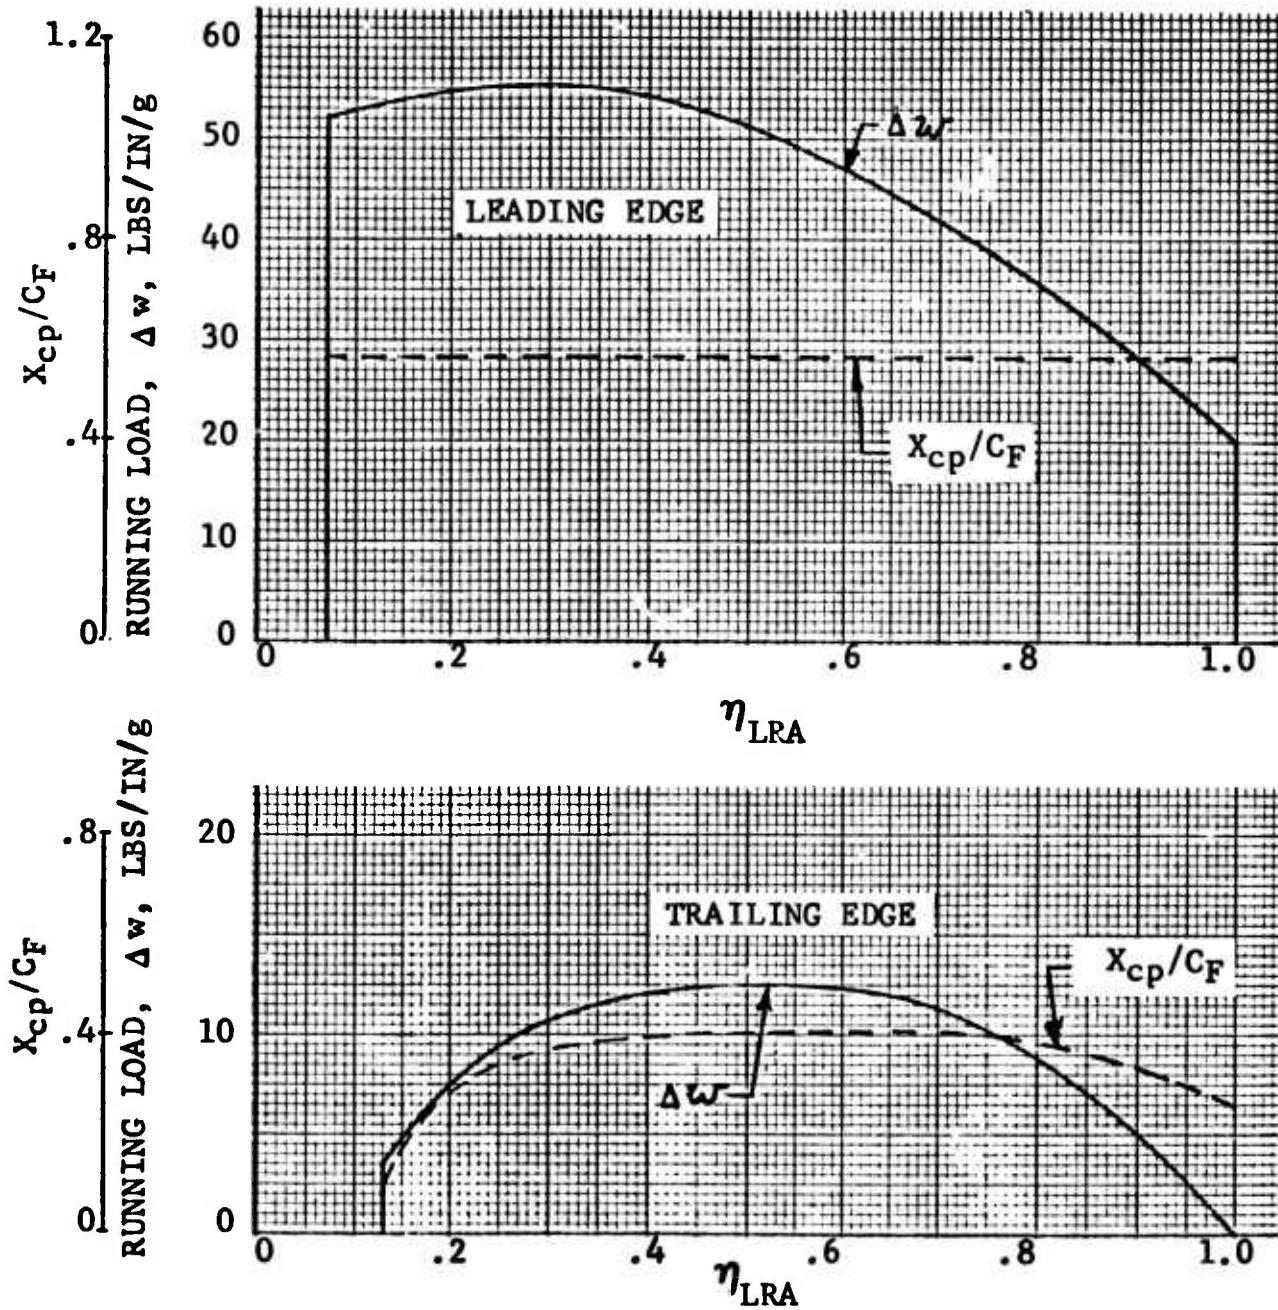 1.2
.8
.4
0
X_cp/C_F
RUNNING LOAD, Δw, LBS/IN/g
60
50
40
30
20
10
0
Δw
LEADING EDGE
X_cp/C_F
0 .2 .4 .6 .8 1.0
η_LRA
.8
.4
0
X_cp/C_F
RUNNING LOAD, Δw, LBS/IN/g
20
10
0
TRAILING EDGE
X_cp/C_F
Δw
0 .2 .4 .6 .8 1.0
η_LRA